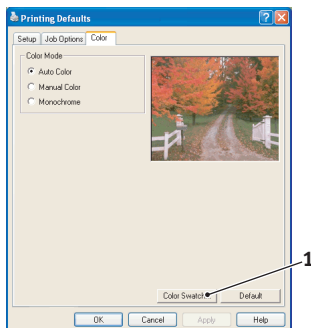 Printing Defaults
Setup Job Options Color
Color Mode
Auto Color
Manual Color
Monochrome
1
Color Swatch... Default
OK Cancel Apply Help